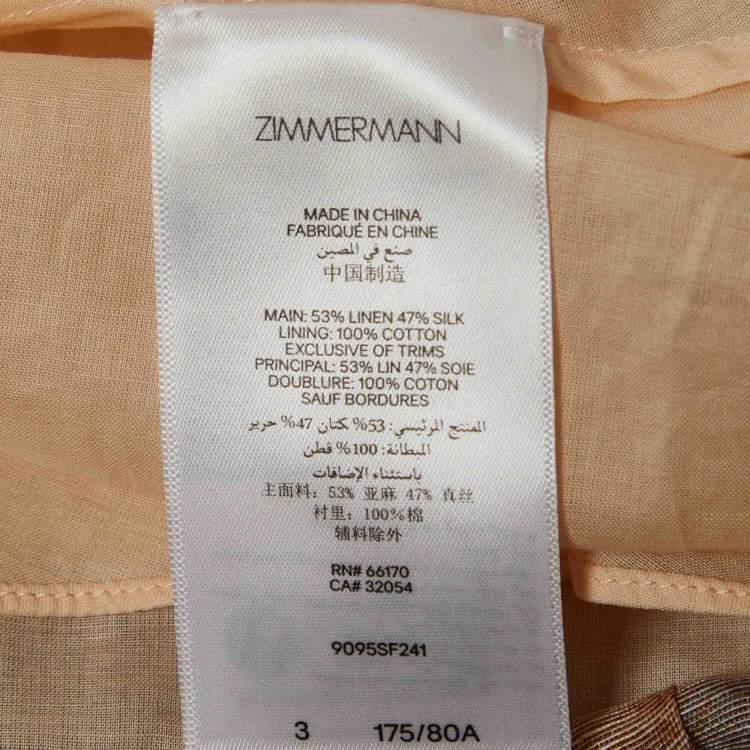 ZIMMERMANN
MADE IN CHINA
FABRIQUÉ EN CHINE
صنع في المصين
中国制造
MAIN: 53% LINEN 47% SILK
LINING: 100% COTTON
EXCLUSIVE OF TRIMS
PRINCIPAL: 53% LIN 47% SOIE
DOUBLURE: 100% COTON
SAUF BORDURES
المنتج الرئيسي: 53% كتان 47% حرير
المبطانة: 100% قطن
باستثناء الإضافات
主面料: 53% 亚麻 47% 真丝
衬里: 100%棉
辅料除外
RN# 66170
CA# 32054
9095SF241
3 175/80A